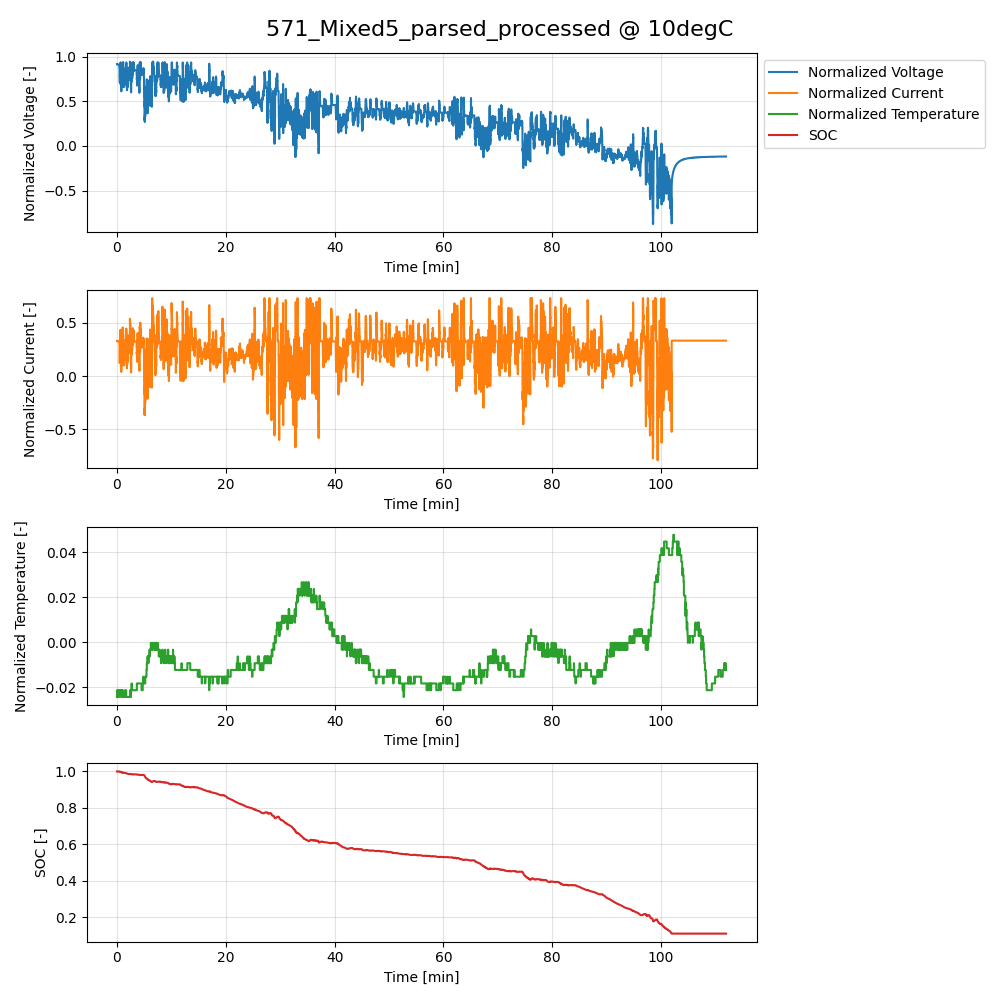 571_Mixed5_parsed_processed @ 10degC
Normalized Voltage [-]
1.0
0.5
0.0
−0.5
0 20 40 60 80 100
Time [min]
Normalized Voltage
Normalized Current
Normalized Temperature
SOC
Normalized Current [-]
0.5
0.0
−0.5
0 20 40 60 80 100
Time [min]
Normalized Temperature [-]
0.04
0.02
0.00
−0.02
0 20 40 60 80 100
Time [min]
SOC [-]
1.0
0.8
0.6
0.4
0.2
0 20 40 60 80 100
Time [min]